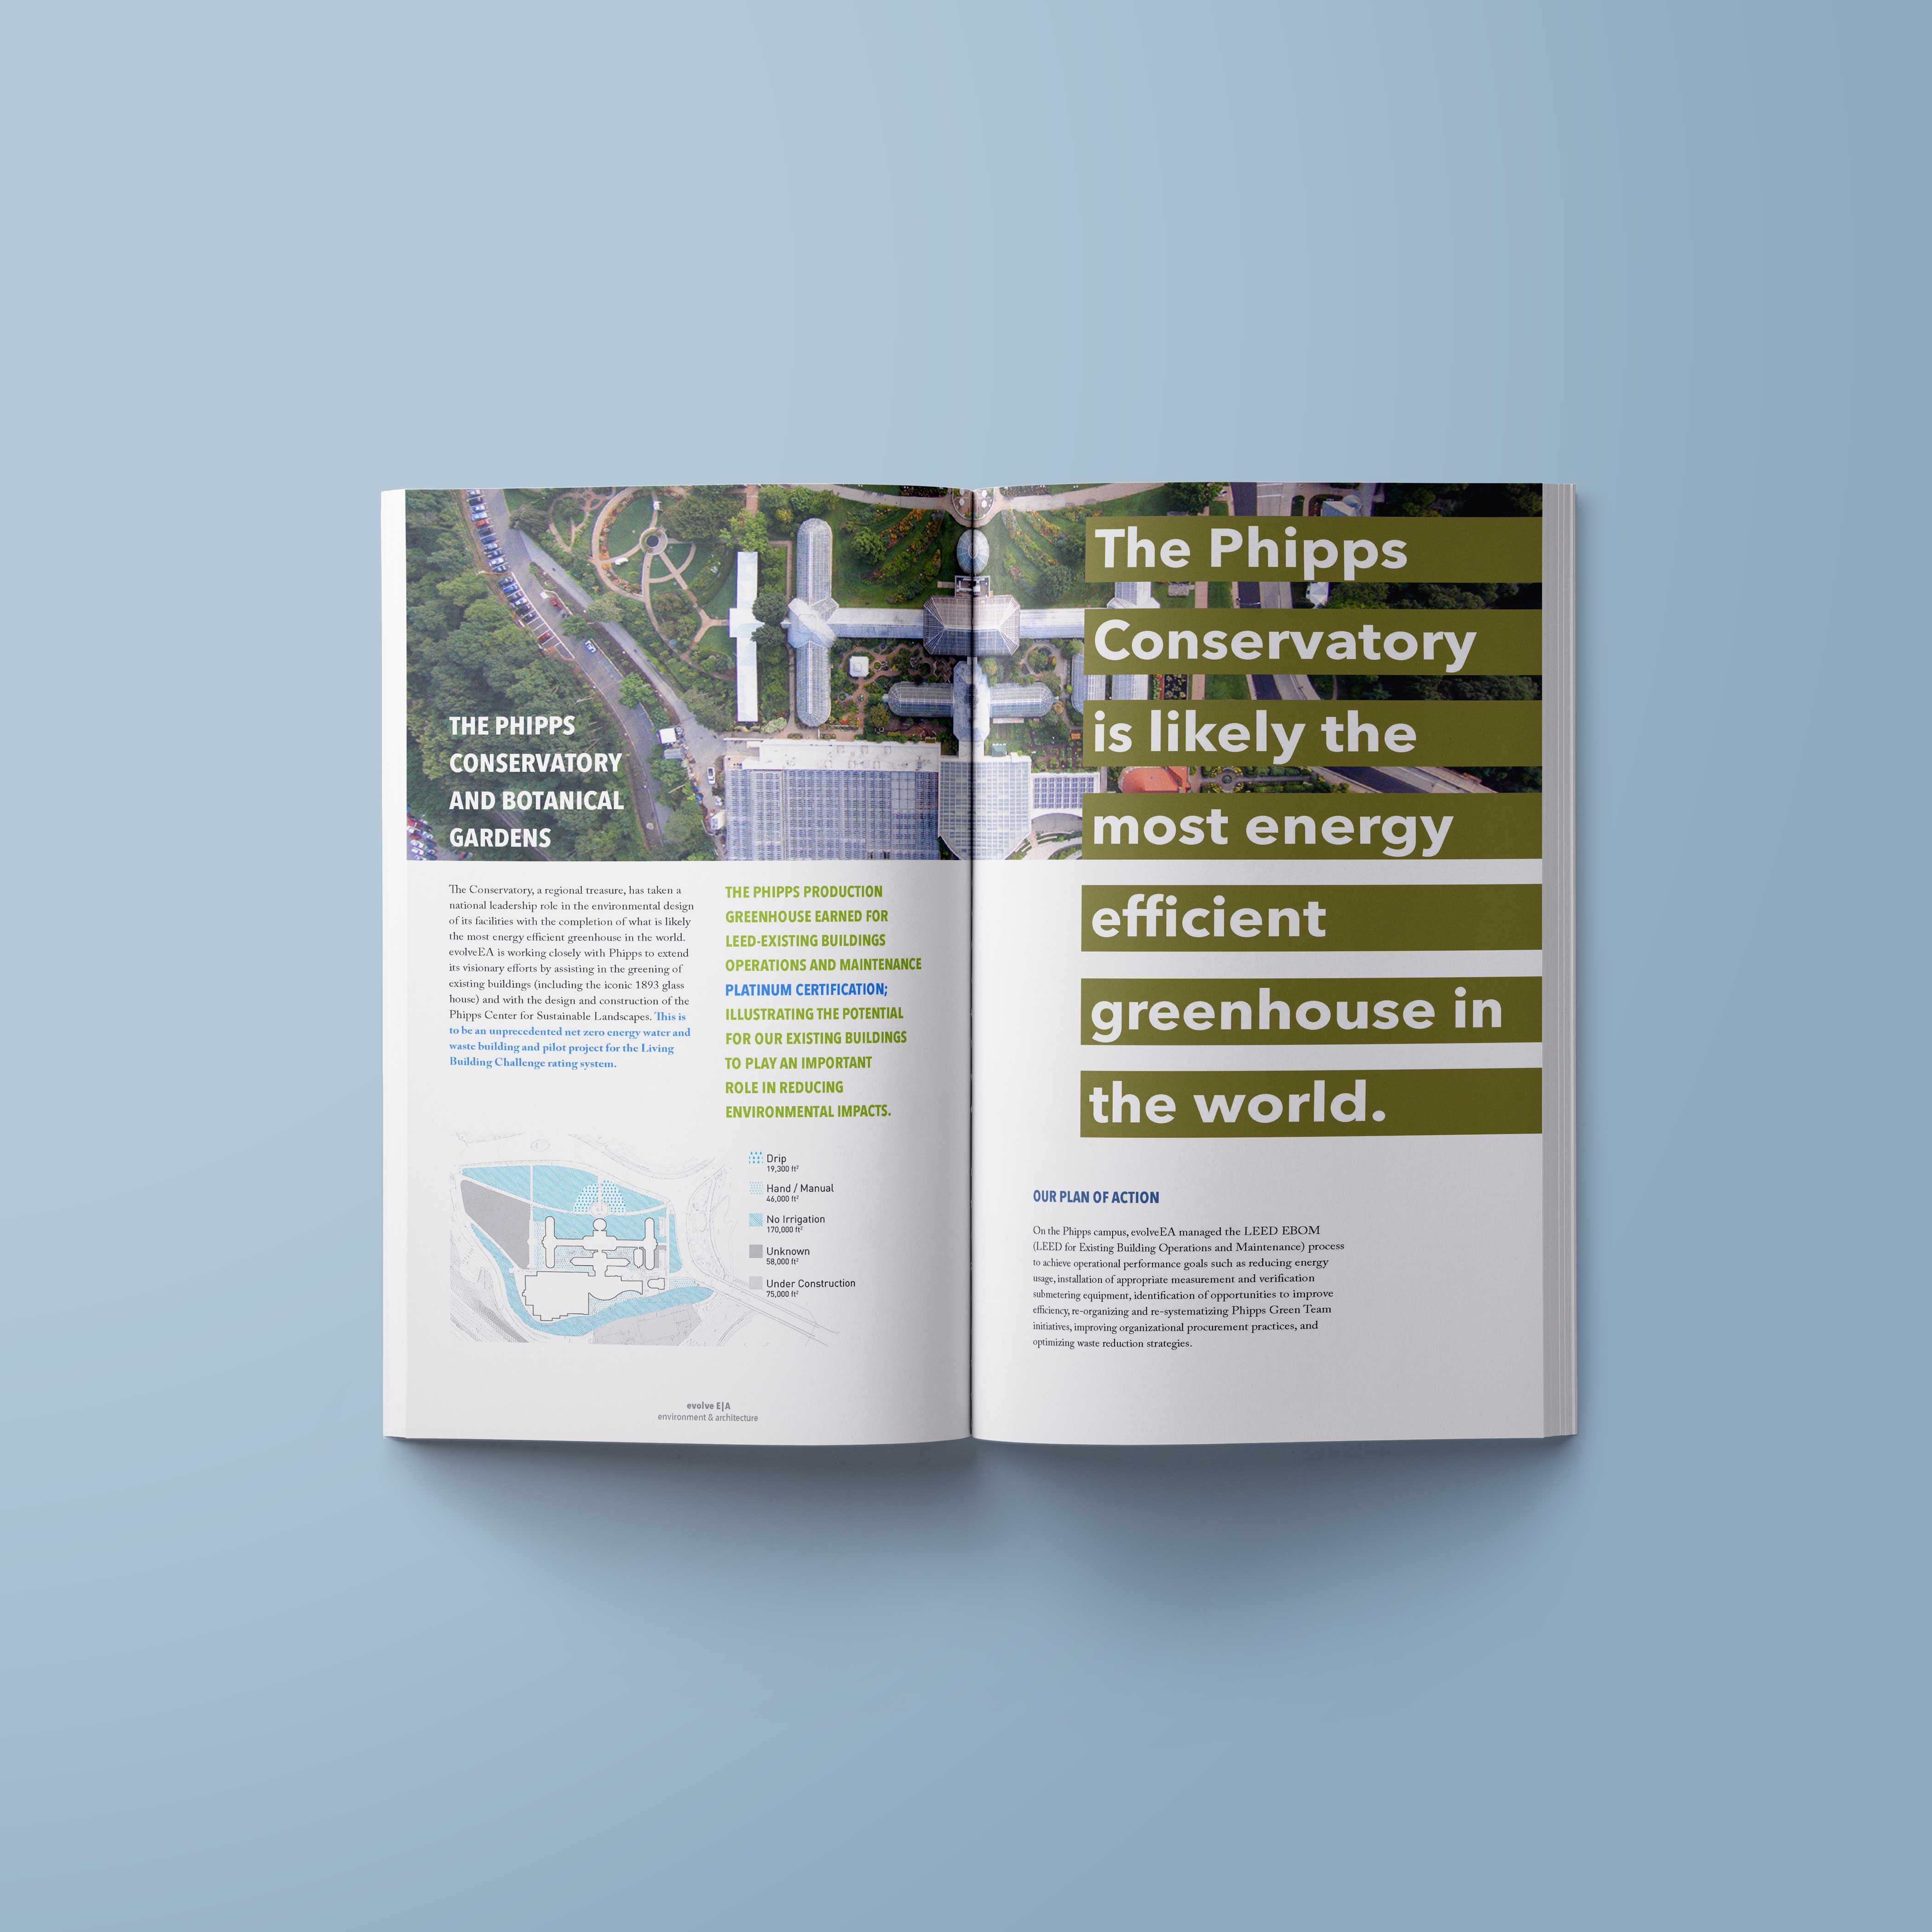 THE PHIPPS
CONSERVATORY
AND BOTANICAL
GARDENS
The Conservatory, a regional treasure, has taken a
national leadership role in the environmental design
of its facilities with the completion of what is likely
the most energy efficient greenhouse in the world.
evolveEA is working closely with Phipps to extend
its visionary efforts by assisting in the greening of
existing buildings (including the iconic 1893 glass
house) and with the design and construction of the
Phipps Center for Sustainable Landscapes. This is
to be an unprecedented net zero energy water and
waste building and pilot project for the Living
Building Challenge rating system.
THE PHIPPS PRODUCTION
GREENHOUSE EARNED FOR
LEED-EXISTING BUILDINGS
OPERATIONS AND MAINTENANCE
PLATINUM CERTIFICATION;
ILLUSTRATING THE POTENTIAL
FOR OUR EXISTING BUILDINGS
TO PLAY AN IMPORTANT
ROLE IN REDUCING
ENVIRONMENTAL IMPACTS.
Drip
19,300 ft²
Hand / Manual
46,000 ft²
No Irrigation
170,000 ft²
Unknown
58,000 ft²
Under Construction
75,000 ft²
evolve E|A
environment & architecture
The Phipps
Conservatory
is likely the
most energy
efficient
greenhouse in
the world.
OUR PLAN OF ACTION
On the Phipps campus, evolveEA managed the LEED EBOM
(LEED for Existing Building Operations and Maintenance) process
to achieve operational performance goals such as reducing energy
usage, installation of appropriate measurement and verification
submetering equipment, identification of opportunities to improve
efficiency, re-organizing and re-systematizing Phipps Green Team
initiatives, improving organizational procurement practices, and
optimizing waste reduction strategies.